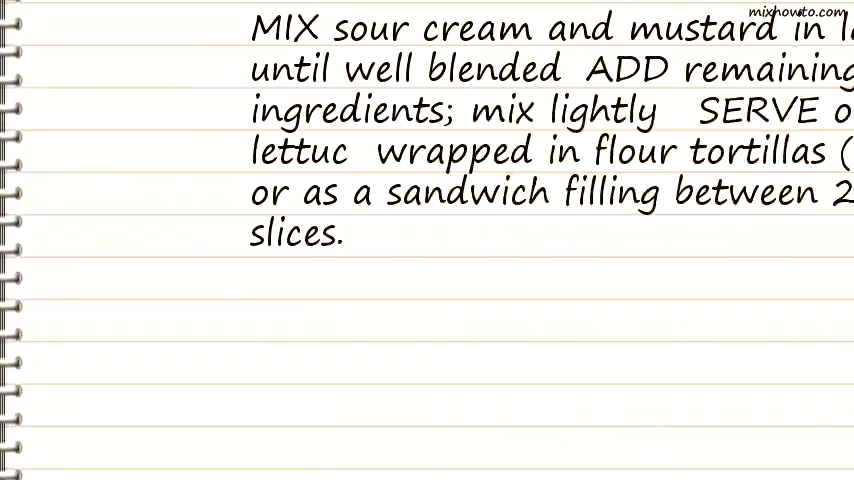 mixhowto.com
MIX sour cream and mustard in
until well blended ADD remaining
ingredients; mix lightly SERVE
lettuc wrapped in flour tortillas (
or as a sandwich filling between 2
slices.